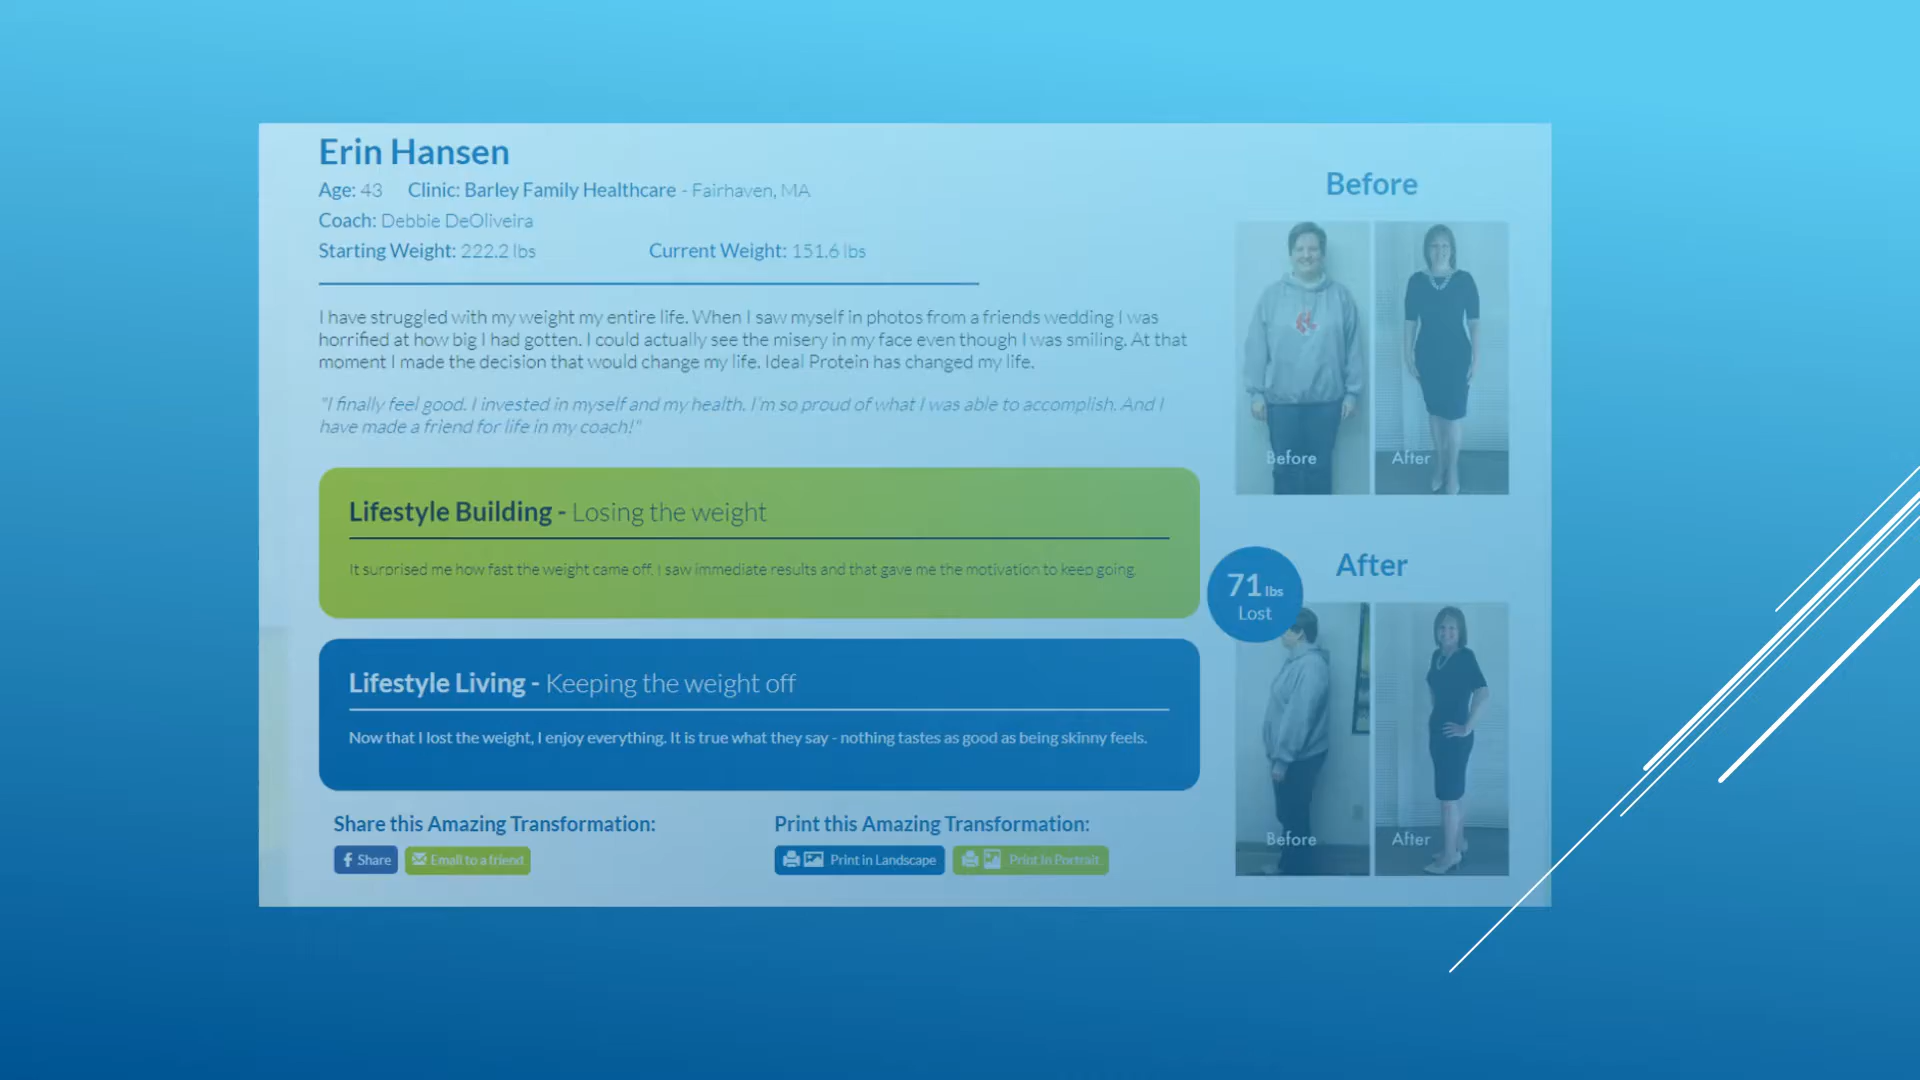 Erin Hansen
Age: 43 Clinic: Barley Family Healthcare - Fairhaven, MA
Coach: Debbie DeOliveira
Starting Weight: 222.2 lbs Current Weight: 151.6 lbs
I have struggled with my weight my entire life. When I saw myself in photos from a friends wedding I was
horrified at how big I had gotten. I could actually see the misery in my face even though I was smiling. At that
moment I made the decision that would change my life. Ideal Protein has changed my life.
"I finally feel good. I invested in myself and my health. I'm so proud of what I was able to accomplish. And I
have made a friend for life in my coach!"
Lifestyle Building - Losing the weight
It surprised me how fast the weight came off. I saw immediate results and that gave me the motivation to keep going.
Lifestyle Living - Keeping the weight off
Now that I lost the weight, I enjoy everything. It is true what they say - nothing tastes as good as being skinny feels.
Share this Amazing Transformation:
Share Email to a friend
Print this Amazing Transformation:
Print in Landscape Print in Portrait
Before
Before After
After
71 lbs
Lost
Before After